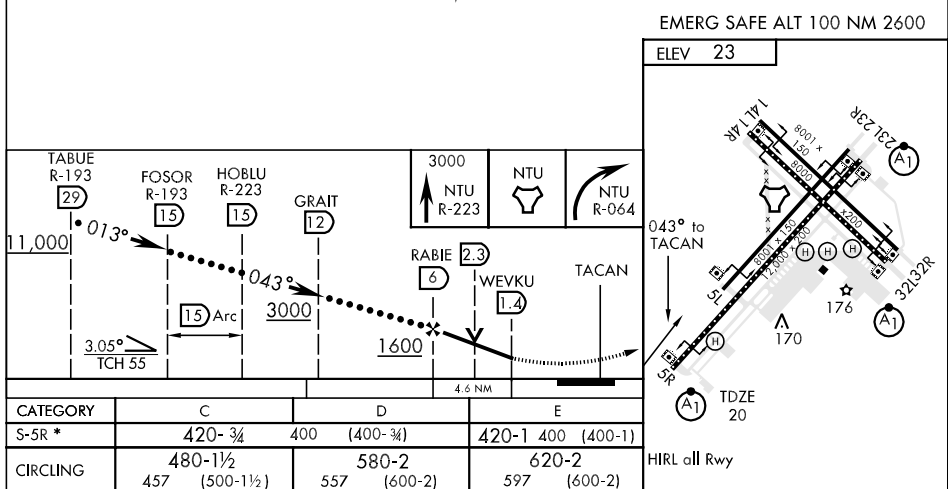 EMERG SAFE ALT 100 NM 2600
ELEV 23
TABUE
R-193
29
FOSOR
R-193
15
HOBLU
R-223
15
GRAIT
12
3000
NTU
R-223
NTU
NTU
R-064
RABIE
6
2.3
WEVKU
1.4
TACAN
11,000
013°
043°
15 Arc
3000
1600
3.05°
TCH 55
4.6 NM
CATEGORY C D E
S-5R * 420-¾ 400 (400-¾) 420-1 400 (400-1)
CIRCLING 480-1½ 580-2 620-2
457 (500-1½) 557 (600-2) 597 (600-2)
14L 14R
23L 23R
8001 x 150
8000
x200
A1
043° to
TACAN
8001 x 150
12,000 x 200
H H H
5L
32L 32R
176
170
A1
H
5R
A1
TDZE
20
HIRL all Rwy